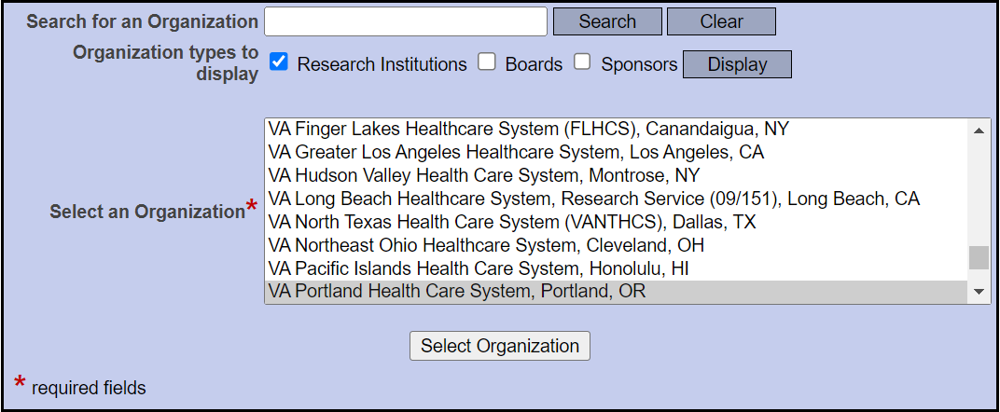 Search for an Organization Search Clear
Organization types to
display Research Institutions Boards Sponsors Display
VA Finger Lakes Healthcare System (FLHCS), Canandaigua, NY
VA Greater Los Angeles Healthcare System, Los Angeles, CA
VA Hudson Valley Health Care System, Montrose, NY
Select an Organization* VA Long Beach Healthcare System, Research Service (09/151), Long Beach, CA
VA North Texas Health Care System (VANTHCS), Dallas, TX
VA Northeast Ohio Healthcare System, Cleveland, OH
VA Pacific Islands Health Care System, Honolulu, HI
VA Portland Health Care System, Portland, OR
Select Organization
* required fields